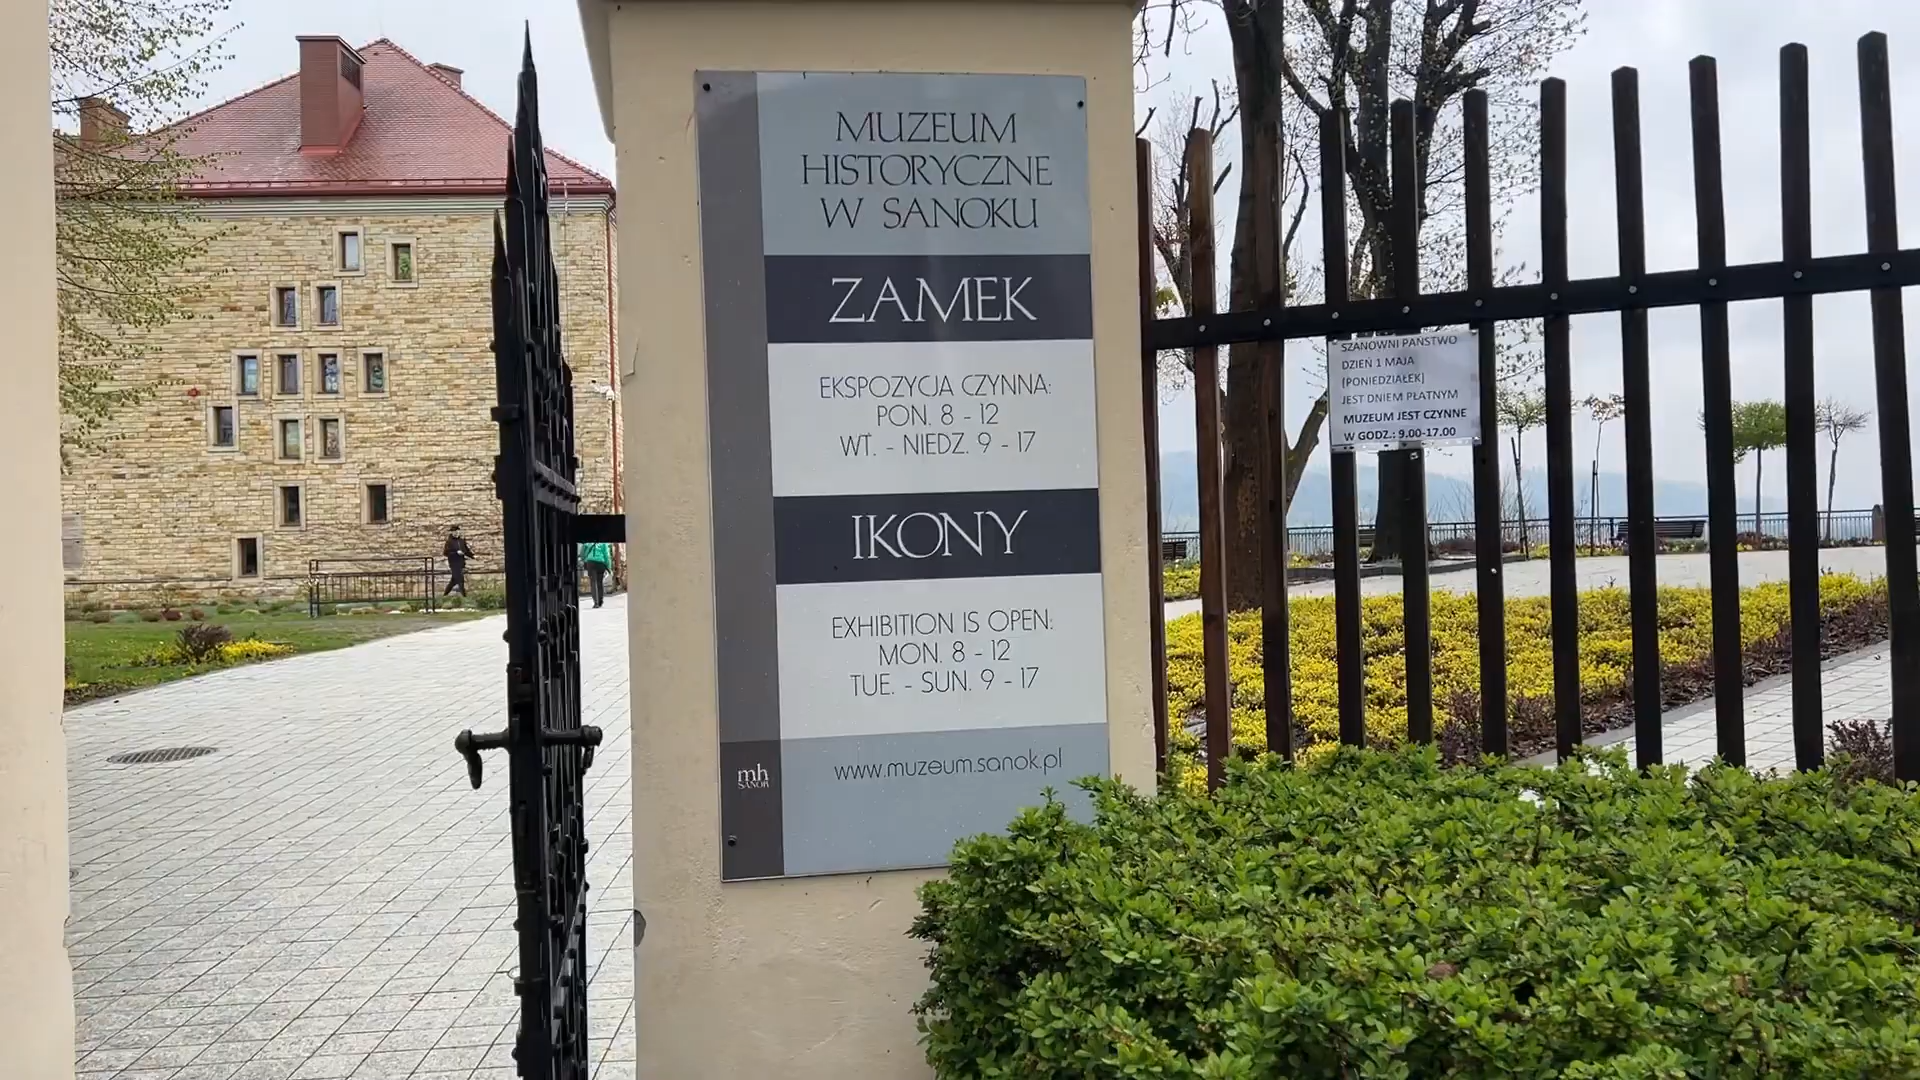 MUZEUM
HISTORYCZNE
W SANOKU
ZAMEK
EKSPOZYCJA CZYNNA:
PON. 8 - 12
WT. - NIEDZ. 9 - 17
IKONY
EXHIBITION IS OPEN:
MON. 8 - 12
TUE. - SUN. 9 - 17
mh
SANOK
www.muzeum.sanok.pl
SZANOWNI PAŃSTWO
DZIEŃ 1 MAJA
(PONIEDZIAŁEK)
JEST DNIEM PŁATNYM
MUZEUM JEST CZYNNE
W GODZ.: 9.00-17.00